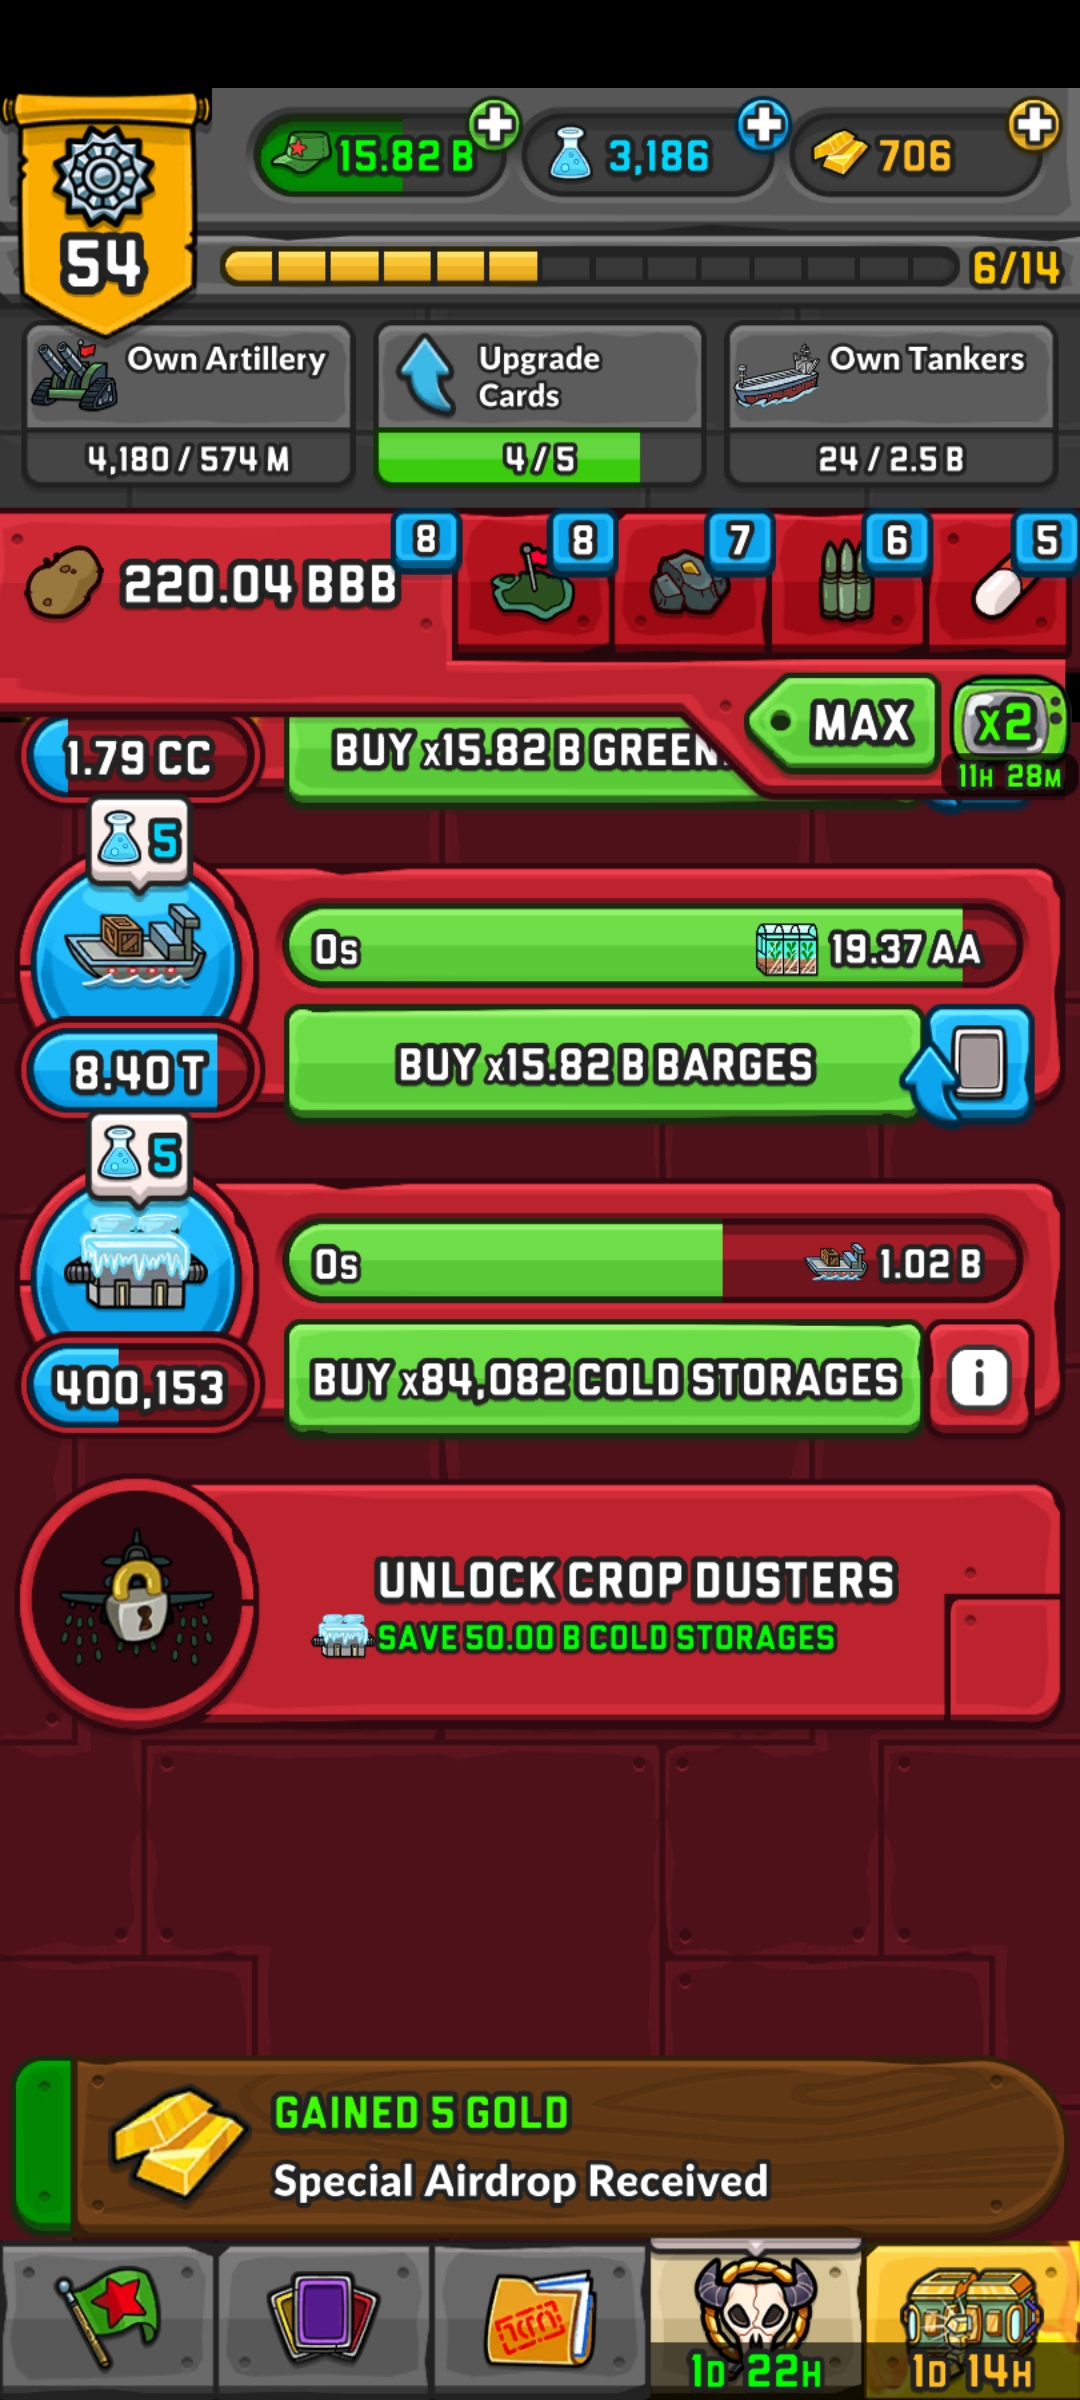 15.82 B
3,186
706
54
6/14
Own Artillery
4,180 / 574 M
Upgrade
Cards
4 / 5
Own Tankers
24 / 2.5 B
220.04 BBB
8
8
7
6
5
MAX
X2
11H 28M
1.79 CC
BUY x15.82 B GREEN
5
0s
19.37 AA
8.40 T
BUY x15.82 B BARGES
5
0s
1.02 B
400,153
BUY x84,082 COLD STORAGES
i
UNLOCK CROP DUSTERS
SAVE 50.00 B COLD STORAGES
GAINED 5 GOLD
Special Airdrop Received
1D 22H
1D 14H